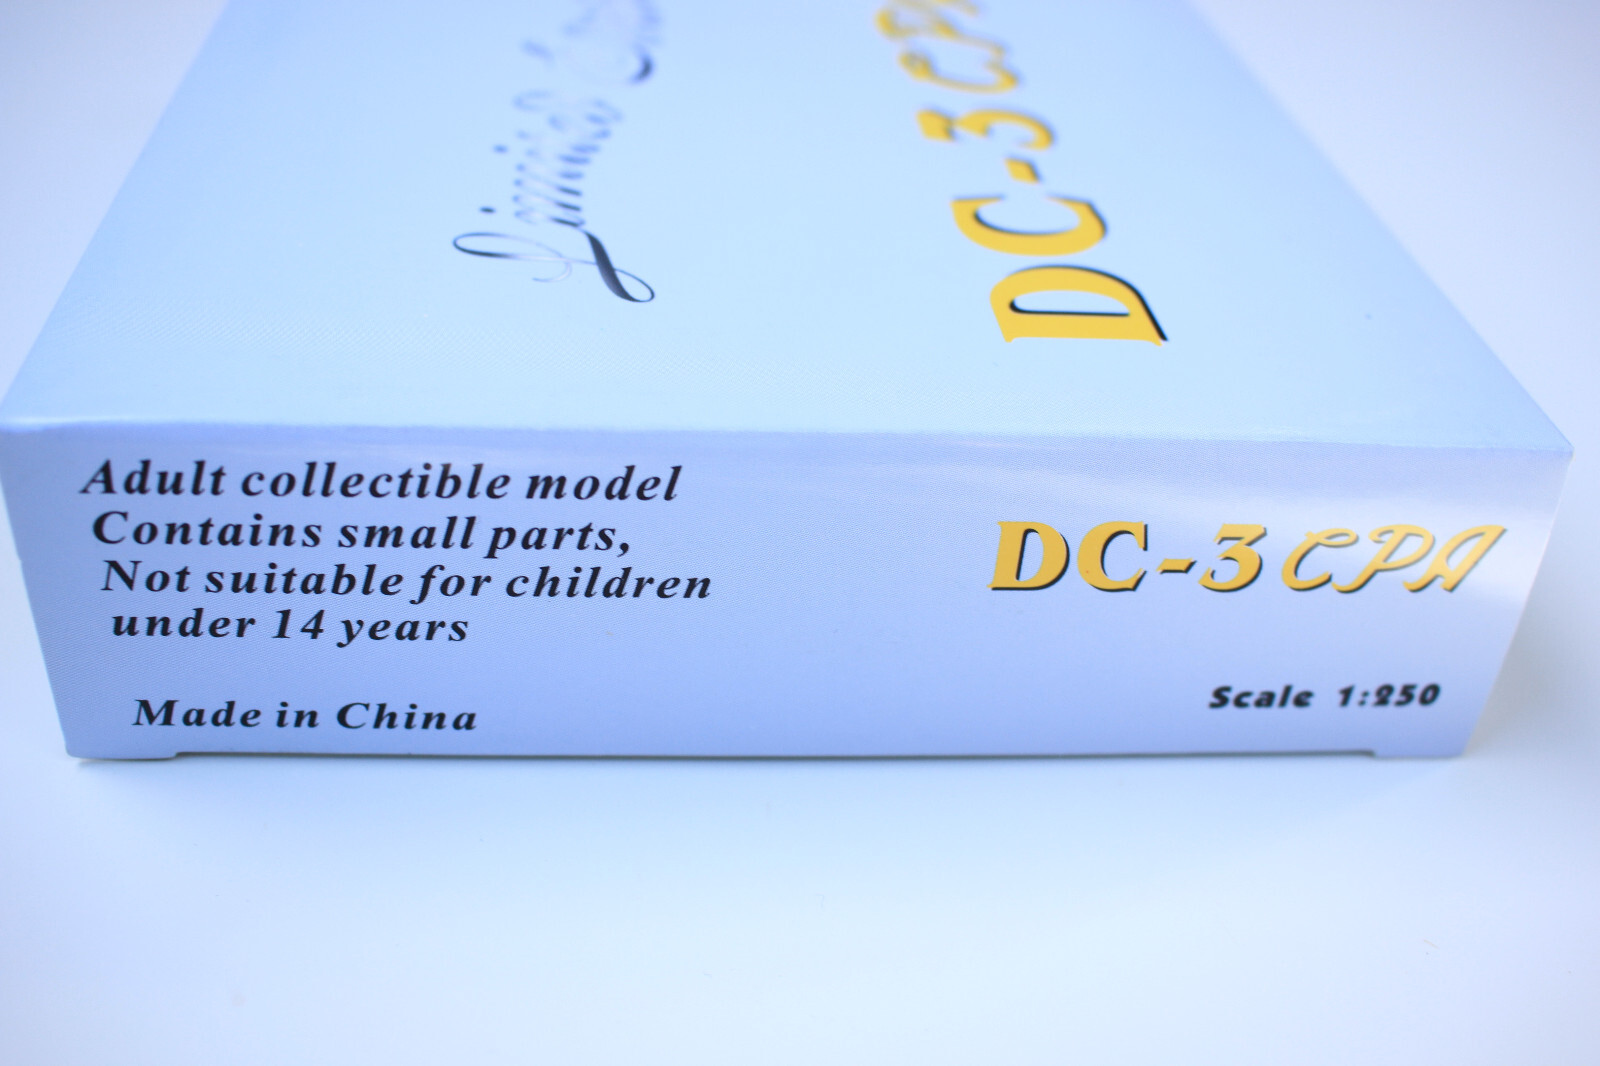 Limited
DC-3 CPA
Adult collectible model
Contains small parts,
Not suitable for children
under 14 years
Made in China
DC-3 CPA
Scale 1:250